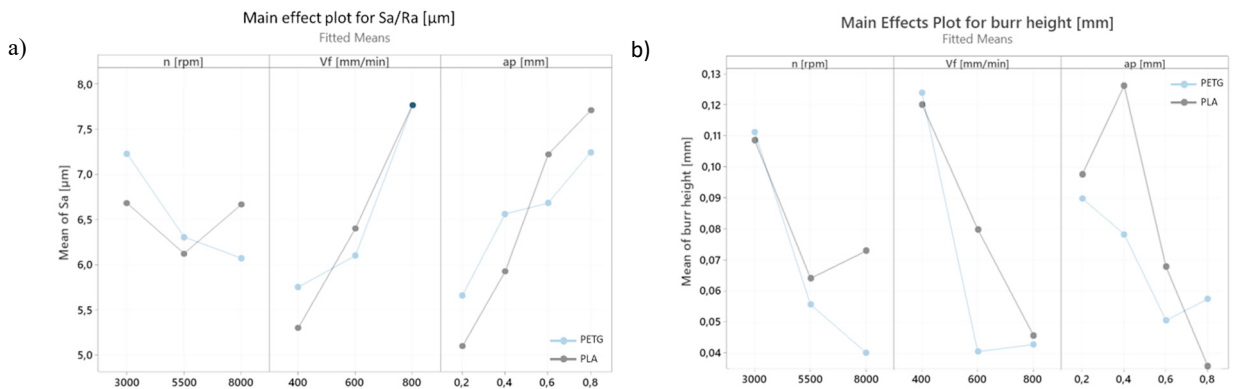 a)
Main effect plot for Sa/Ra [µm]
Fitted Means
n [rpm] Vf [mm/min] ap [mm]
Mean of Sa [µm]
8,0
7,5
7,0
6,5
6,0
5,5
5,0
PETG
PLA
3000 5500 8000 400 600 800 0,2 0,4 0,6 0,8
b)
Main Effects Plot for burr height [mm]
Fitted Means
n [rpm] Vf [mm/min] ap [mm]
Mean of burr height [mm]
0,13
0,12
0,11
0,10
0,09
0,08
0,07
0,06
0,05
0,04
PETG
PLA
3000 5500 8000 400 600 800 0,2 0,4 0,6 0,8